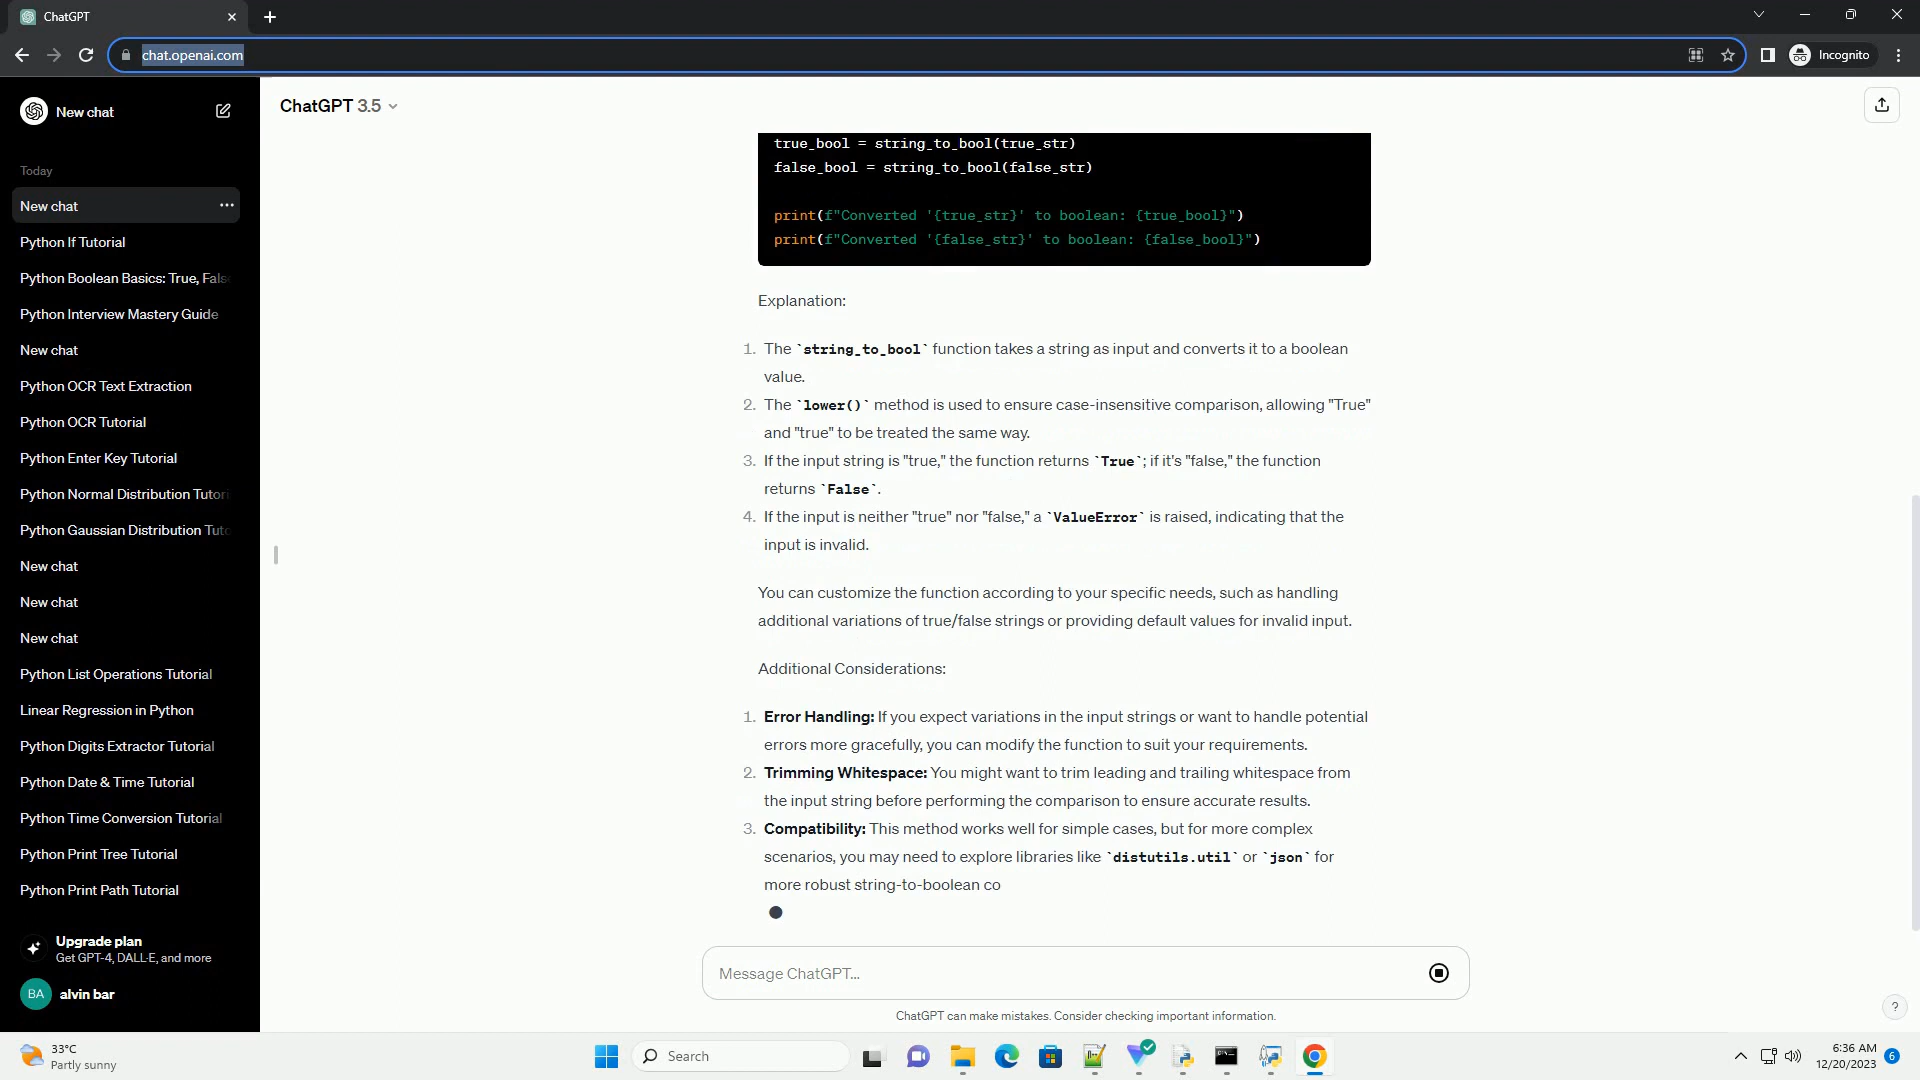 ChatGPT
chat.openai.com
Incognito
New chat
Today
New chat
Python If Tutorial
Python Boolean Basics: True, Fals
Python Interview Mastery Guide
New chat
Python OCR Text Extraction
Python OCR Tutorial
Python Enter Key Tutorial
Python Normal Distribution Tutori
Python Gaussian Distribution Tuto
New chat
New chat
New chat
Python List Operations Tutorial
Linear Regression in Python
Python Digits Extractor Tutorial
Python Date & Time Tutorial
Python Time Conversion Tutorial
Python Print Tree Tutorial
Python Print Path Tutorial
Upgrade plan
Get GPT-4, DALL·E, and more
BA alvin bar
ChatGPT 3.5
true_bool = string_to_bool(true_str)
false_bool = string_to_bool(false_str)
print(f"Converted '{true_str}' to boolean: {true_bool}")
print(f"Converted '{false_str}' to boolean: {false_bool}")
Explanation:
1. The `string_to_bool` function takes a string as input and converts it to a boolean
value.
2. The `lower()` method is used to ensure case-insensitive comparison, allowing "True"
and "true" to be treated the same way.
3. If the input string is "true," the function returns `True`; if it's "false," the function
returns `False`.
4. If the input is neither "true" nor "false," a `ValueError` is raised, indicating that the
input is invalid.
You can customize the function according to your specific needs, such as handling
additional variations of true/false strings or providing default values for invalid input.
Additional Considerations:
1. Error Handling: If you expect variations in the input strings or want to handle potential
errors more gracefully, you can modify the function to suit your requirements.
2. Trimming Whitespace: You might want to trim leading and trailing whitespace from
the input string before performing the comparison to ensure accurate results.
3. Compatibility: This method works well for simple cases, but for more complex
scenarios, you may need to explore libraries like `distutils.util` or `json` for
more robust string-to-boolean co
Message ChatGPT...
ChatGPT can make mistakes. Consider checking important information.
?
33°C
Partly sunny
Search
6:36 AM
12/20/2023
6